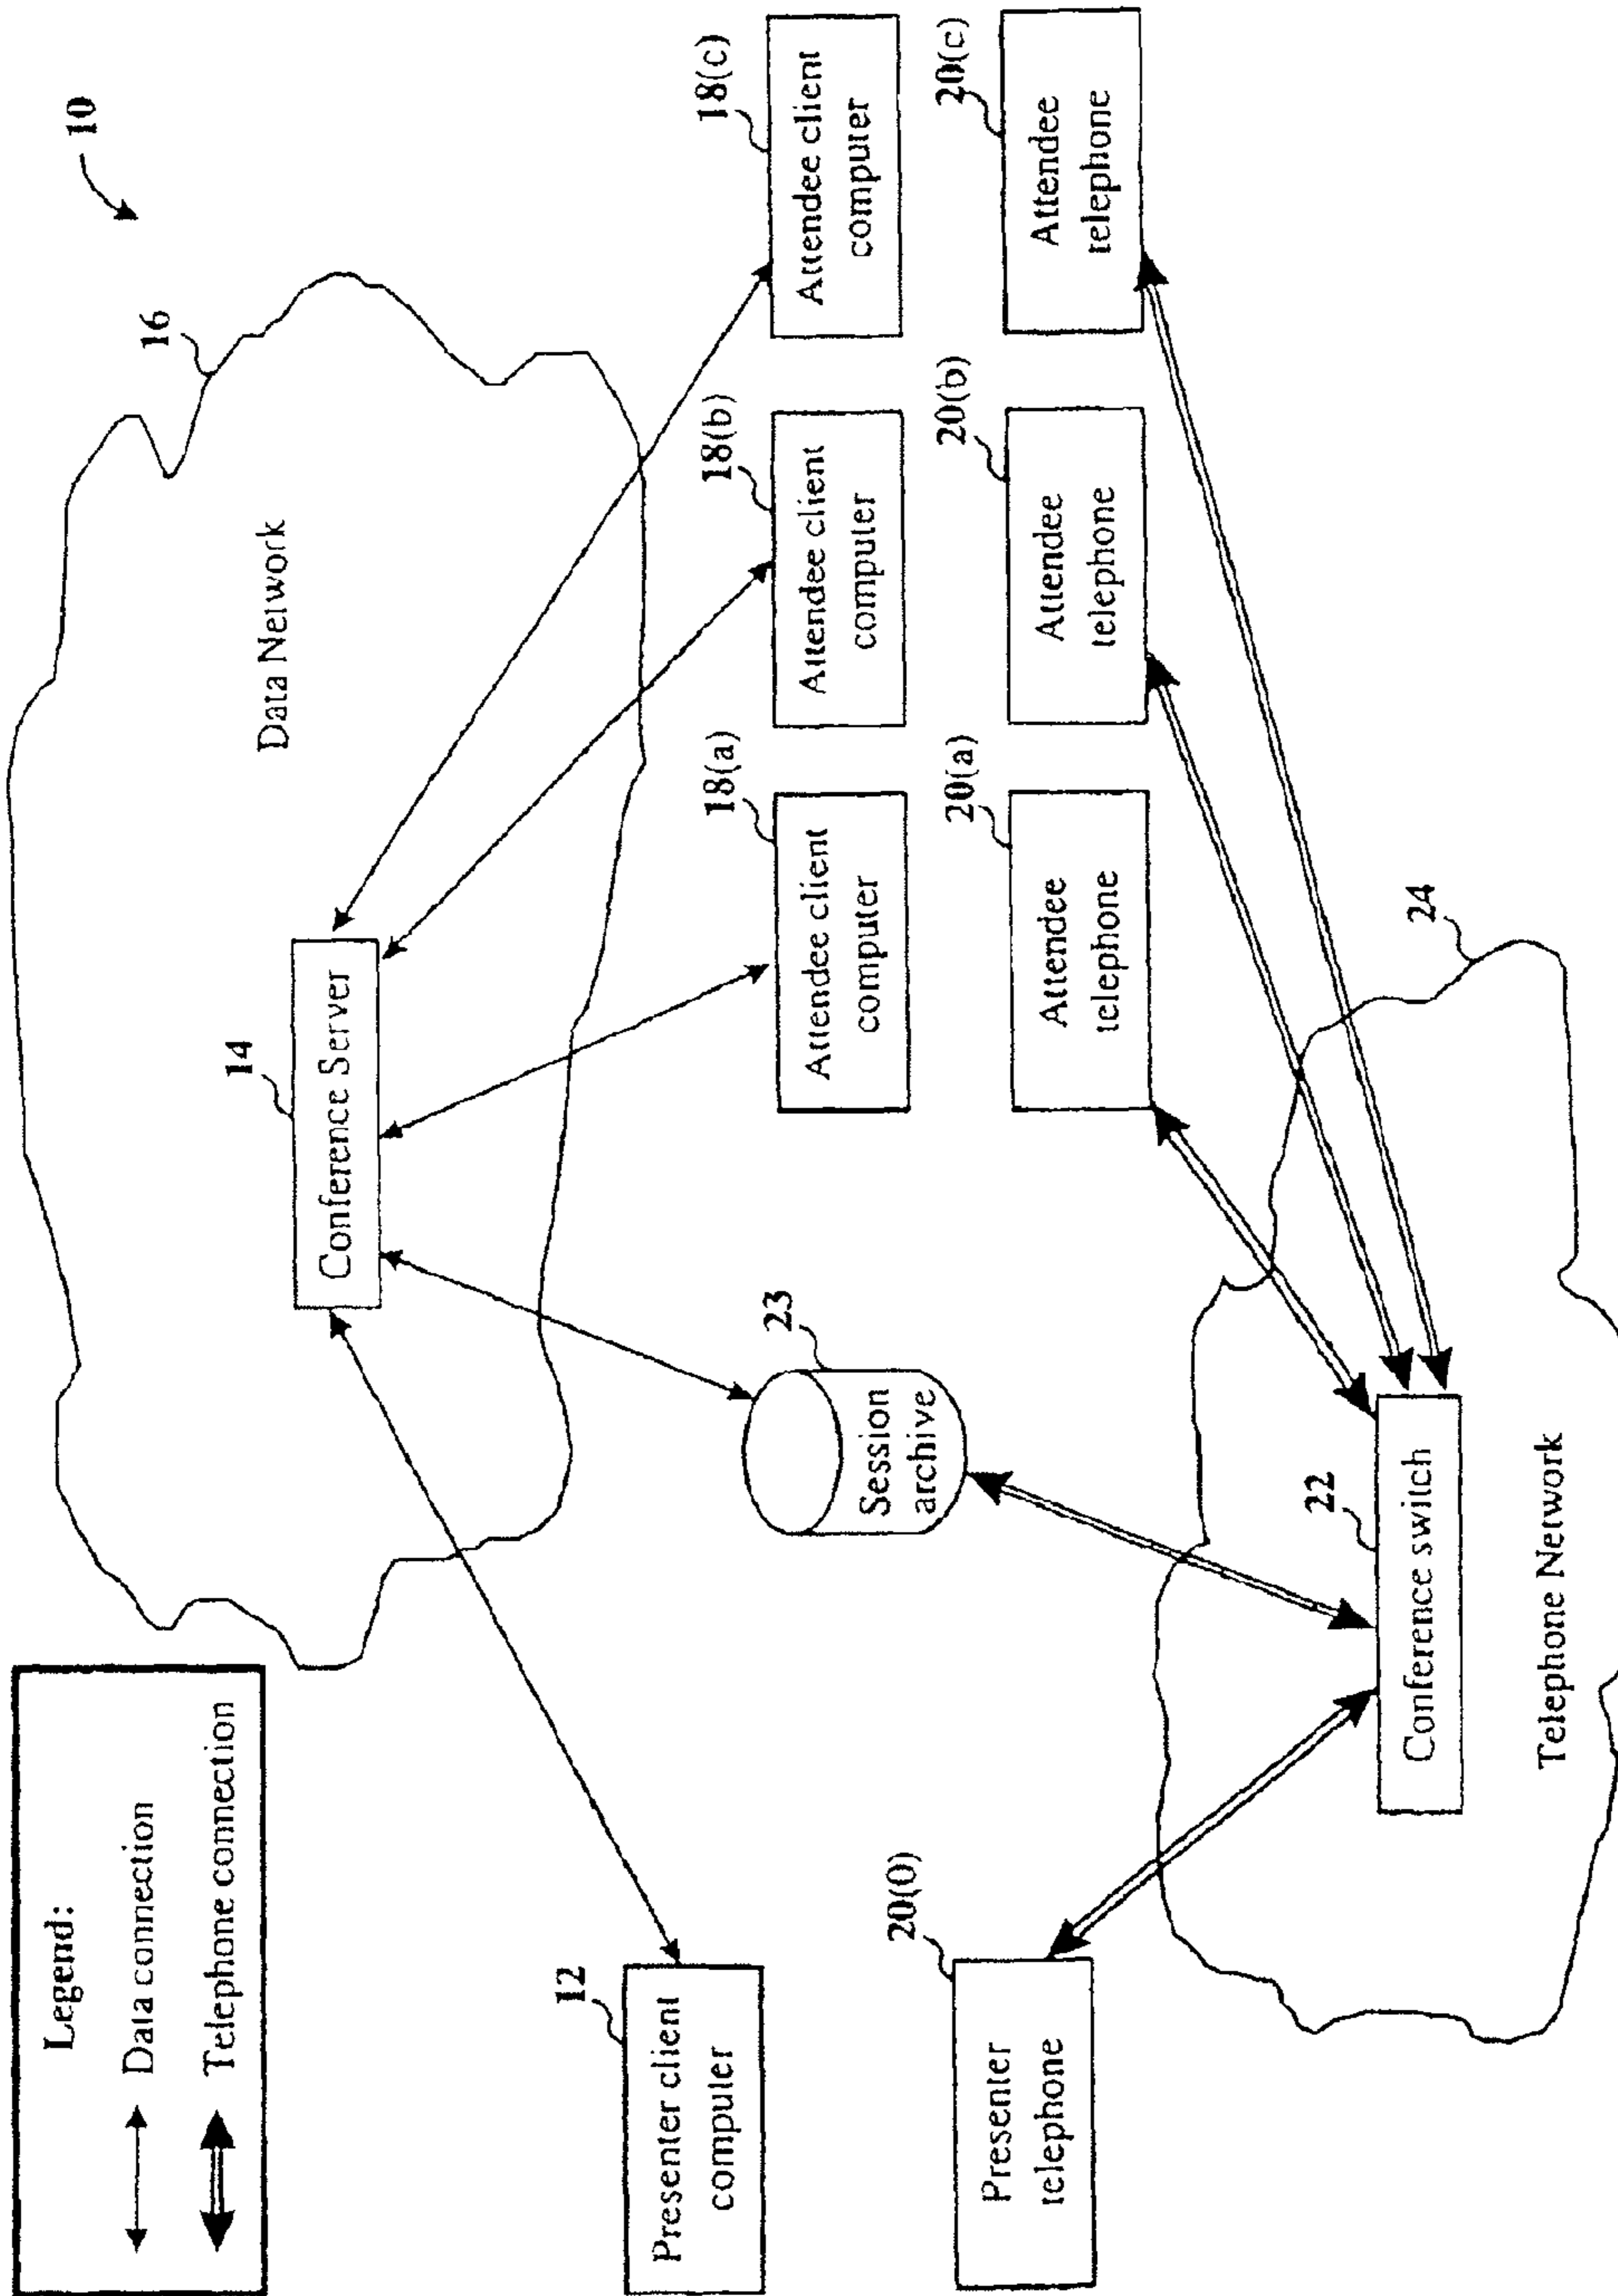 Legend:
Data connection
Telephone connection
10
16
Data Network
14
Conference Server
12
Presenter client
computer
23
Session
archive
18(a)
Attendee client
computer
18(b)
Attendee client
computer
18(c)
Attendee client
computer
20(0)
Presenter
telephone
20(a)
Attendee
telephone
20(b)
Attendee
telephone
20(c)
Attendee
telephone
24
22
Conference switch
Telephone Network